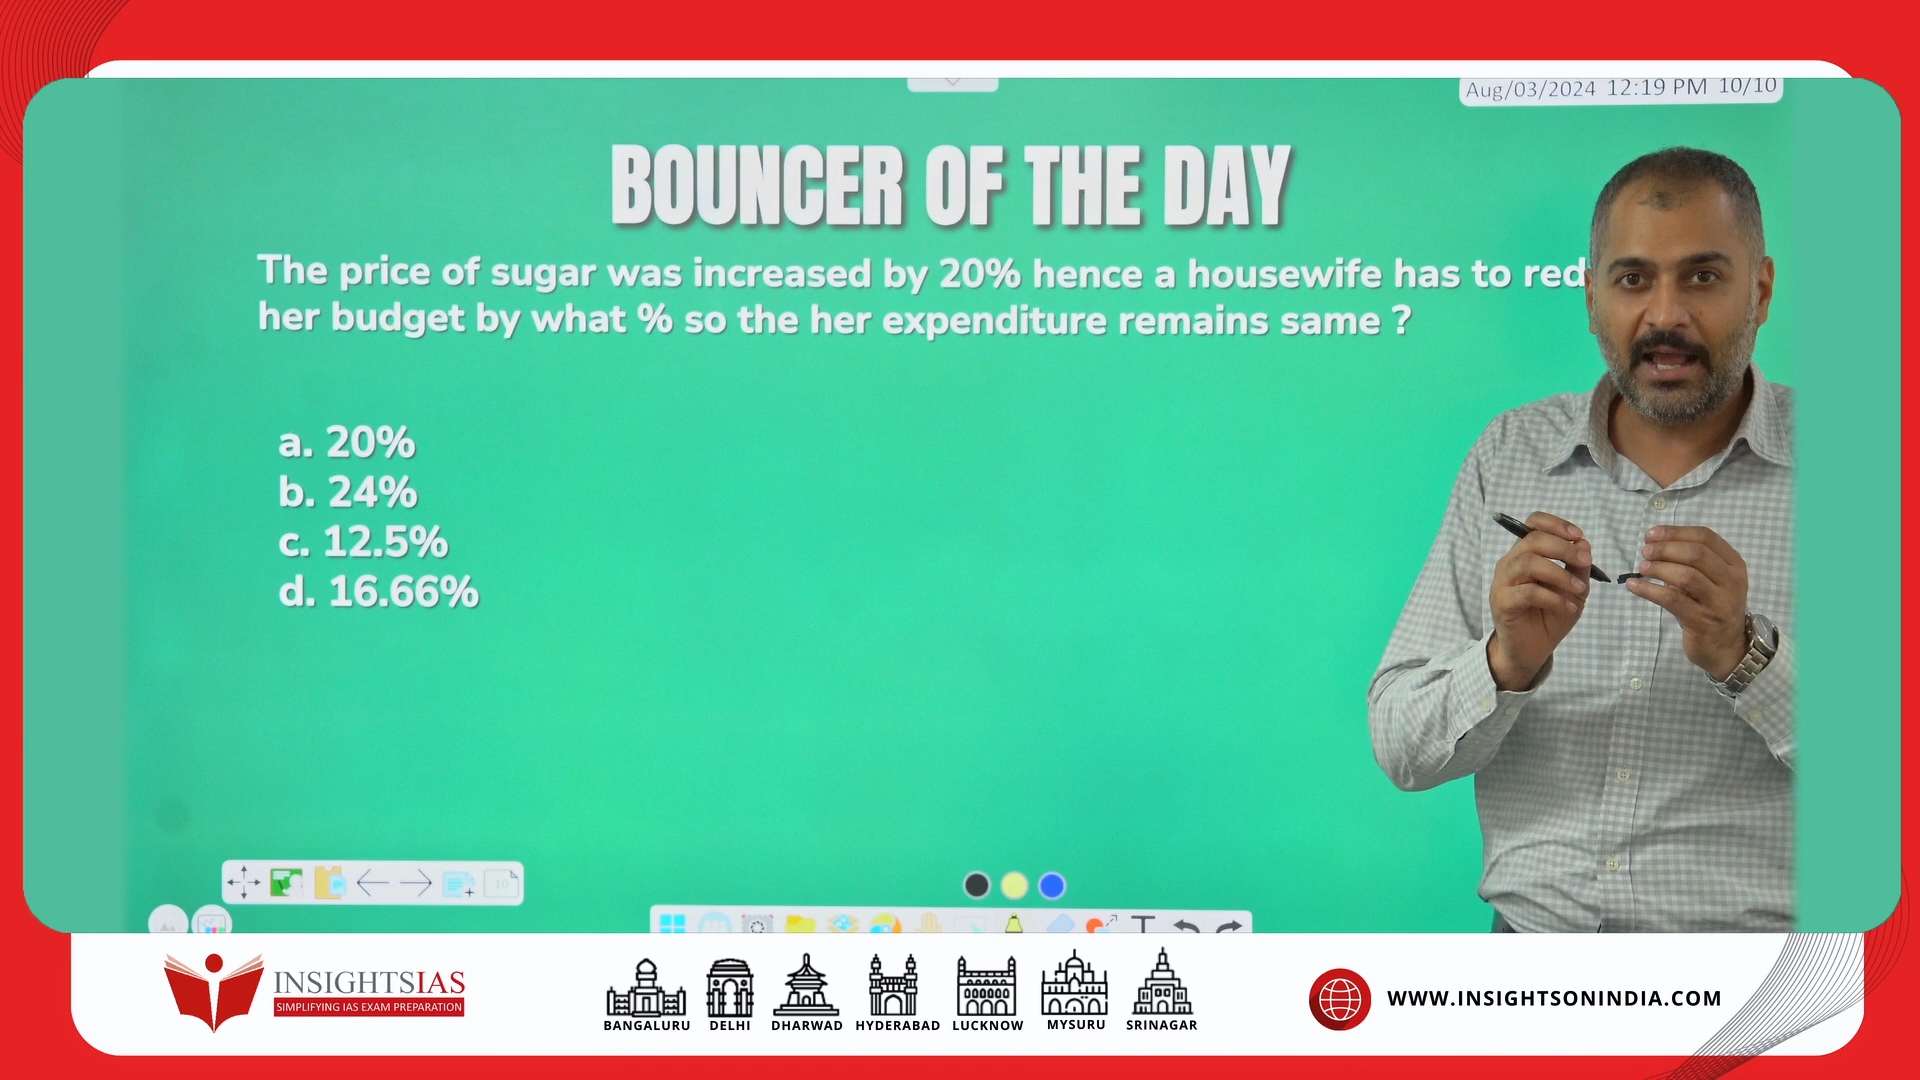 Aug/03/2024 12:19 PM 10/10
BOUNCER OF THE DAY
The price of sugar was increased by 20% hence a housewife has to red
her budget by what % so the her expenditure remains same ?
a. 20%
b. 24%
c. 12.5%
d. 16.66%
10
T
INSIGHTSIAS
SIMPLIFYING IAS EXAM PREPARATION
BANGALURU DELHI DHARWAD HYDERABAD LUCKNOW MYSURU SRINAGAR
WWW.INSIGHTSONINDIA.COM